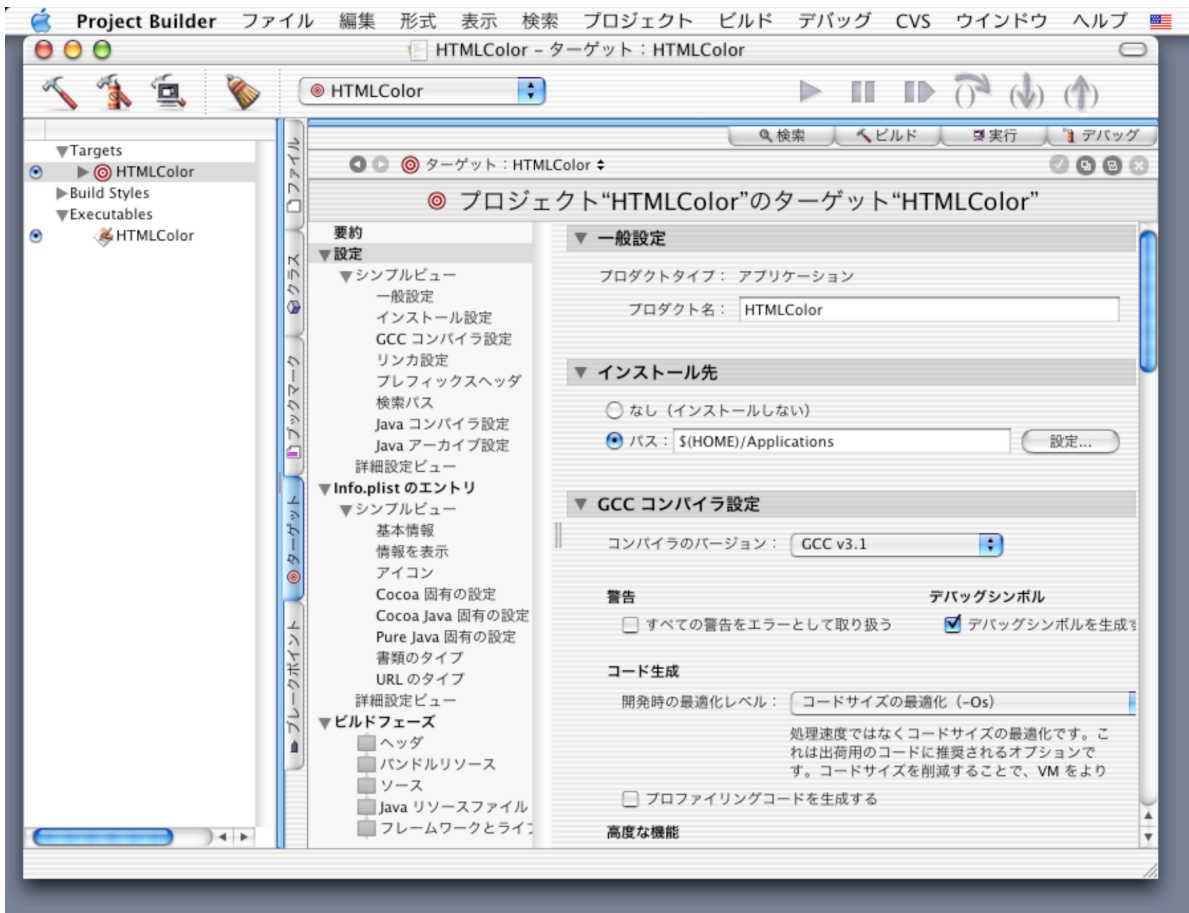 Project Builder ファイル 編集 形式 表示 検索 プロジェクト ビルド デバッグ CVS ウインドウ ヘルプ
HTMLColor – ターゲット：HTMLColor
HTMLColor
検索 ビルド 実行 デバッグ
Targets
HTMLColor
Build Styles
Executables
HTMLColor
ファイル
クラス
ブックマーク
ターゲット
ブレークポイント
ターゲット：HTMLColor
プロジェクト“HTMLColor”のターゲット“HTMLColor”
要約
設定
シンプルビュー
一般設定
インストール設定
GCC コンパイラ設定
リンカ設定
プレフィックスヘッダ
検索パス
Java コンパイラ設定
Java アーカイブ設定
詳細設定ビュー
Info.plist のエントリ
シンプルビュー
基本情報
情報を表示
アイコン
Cocoa 固有の設定
Cocoa Java 固有の設定
Pure Java 固有の設定
書類のタイプ
URL のタイプ
詳細設定ビュー
ビルドフェーズ
ヘッダ
バンドルリソース
ソース
Java リソースファイル
フレームワークとライ
一般設定
プロダクトタイプ： アプリケーション
プロダクト名： HTMLColor
インストール先
なし（インストールしない）
パス： $(HOME)/Applications 設定...
GCC コンパイラ設定
コンパイラのバージョン： GCC v3.1
警告 デバッグシンボル
すべての警告をエラーとして取り扱う デバッグシンボルを生成す
コード生成
開発時の最適化レベル： コードサイズの最適化（-Os）
処理速度ではなくコードサイズの最適化です。こ
れは出荷用のコードに推奨されるオプションで
す。コードサイズを削減することで、VM をより
プロファイリングコードを生成する
高度な機能